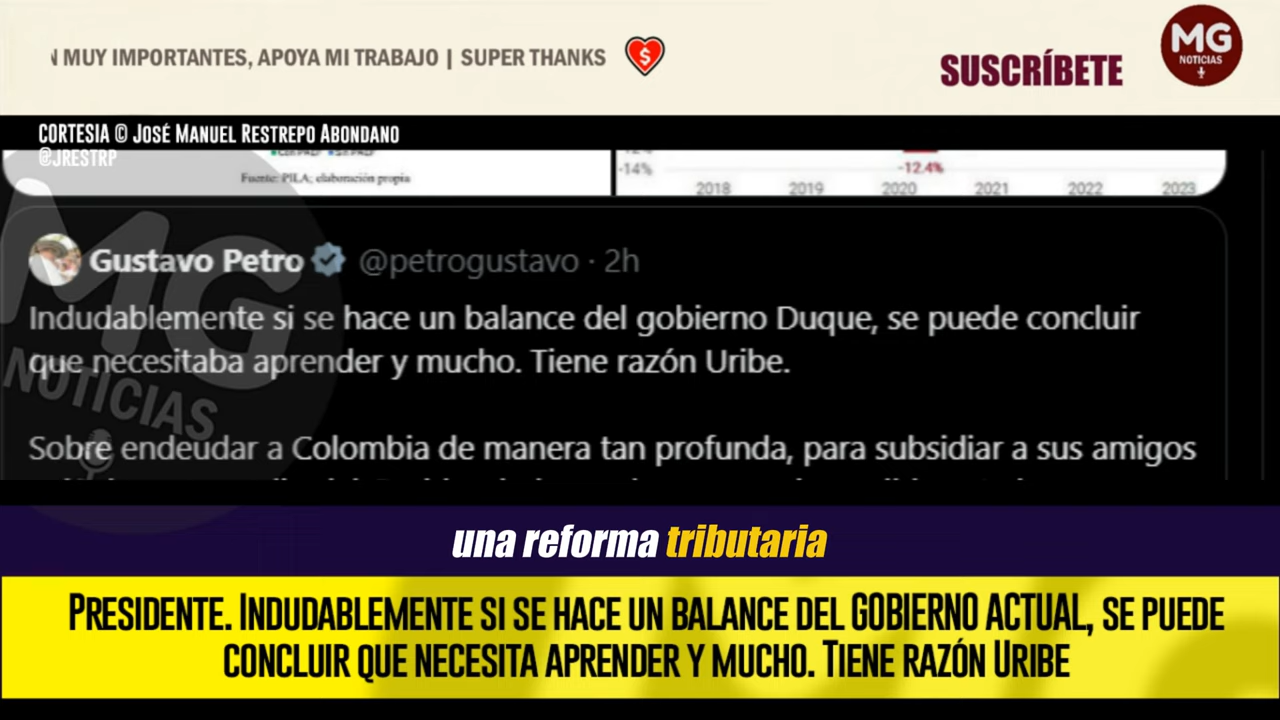 N MUY IMPORTANTES, APOYA MI TRABAJO | SUPER THANKS
SUSCRÍBETE
MG
NOTICIAS
CORTESIA © JOSÉ MANUEL RESTREPO ABONDANO
@JRESTRP
Fuente: PILA; elaboración propia
-14%
-12.4%
2018 2019 2020 2021 2022 2023
Gustavo Petro @petrogustavo · 2h
Indudablemente si se hace un balance del gobierno Duque, se puede concluir
que necesitaba aprender y mucho. Tiene razón Uribe.
MG
NOTICIAS
Sobre endeudar a Colombia de manera tan profunda, para subsidiar a sus amigos
una reforma tributaria
PRESIDENTE. INDUDABLEMENTE SI SE HACE UN BALANCE DEL GOBIERNO ACTUAL, SE PUEDE
CONCLUIR QUE NECESITA APRENDER Y MUCHO. TIENE RAZÓN URIBE